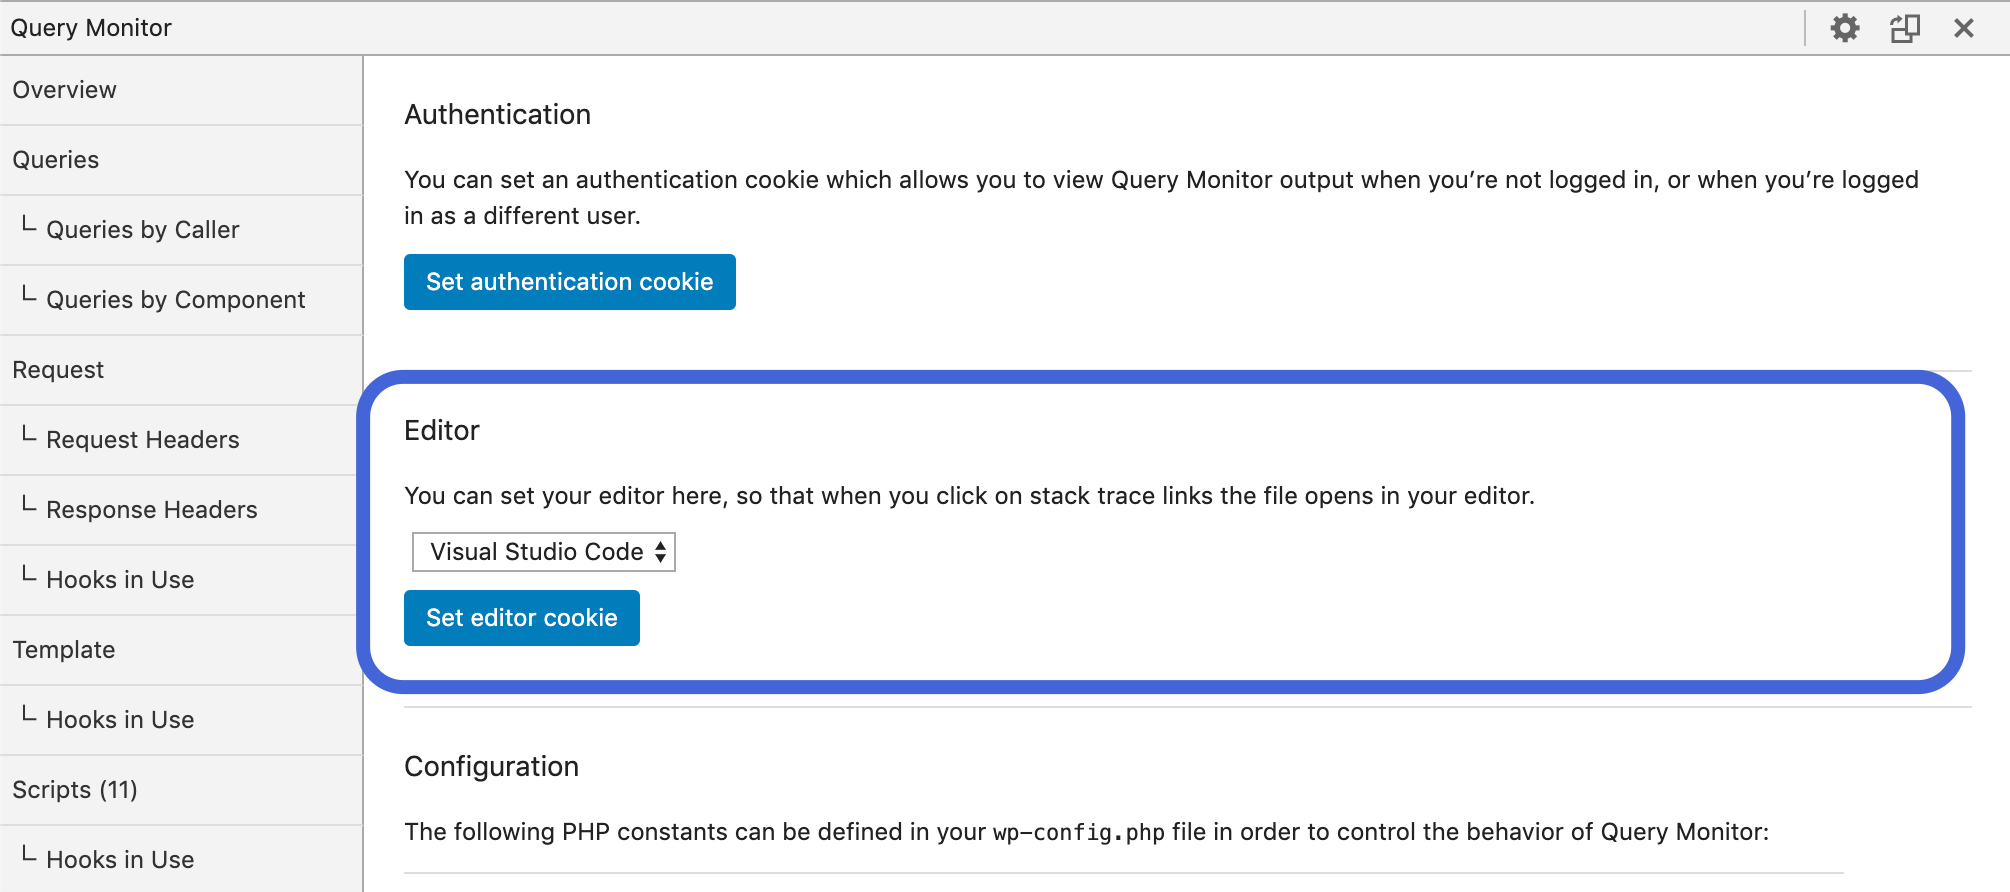 Query Monitor
Overview
Queries
Queries by Caller
Queries by Component
Request
Request Headers
Response Headers
Hooks in Use
Template
Hooks in Use
Scripts (11)
Hooks in Use
Authentication
You can set an authentication cookie which allows you to view Query Monitor output when you’re not logged in, or when you’re logged
in as a different user.
Set authentication cookie
Editor
You can set your editor here, so that when you click on stack trace links the file opens in your editor.
Visual Studio Code
Set editor cookie
Configuration
The following PHP constants can be defined in your wp-config.php file in order to control the behavior of Query Monitor: